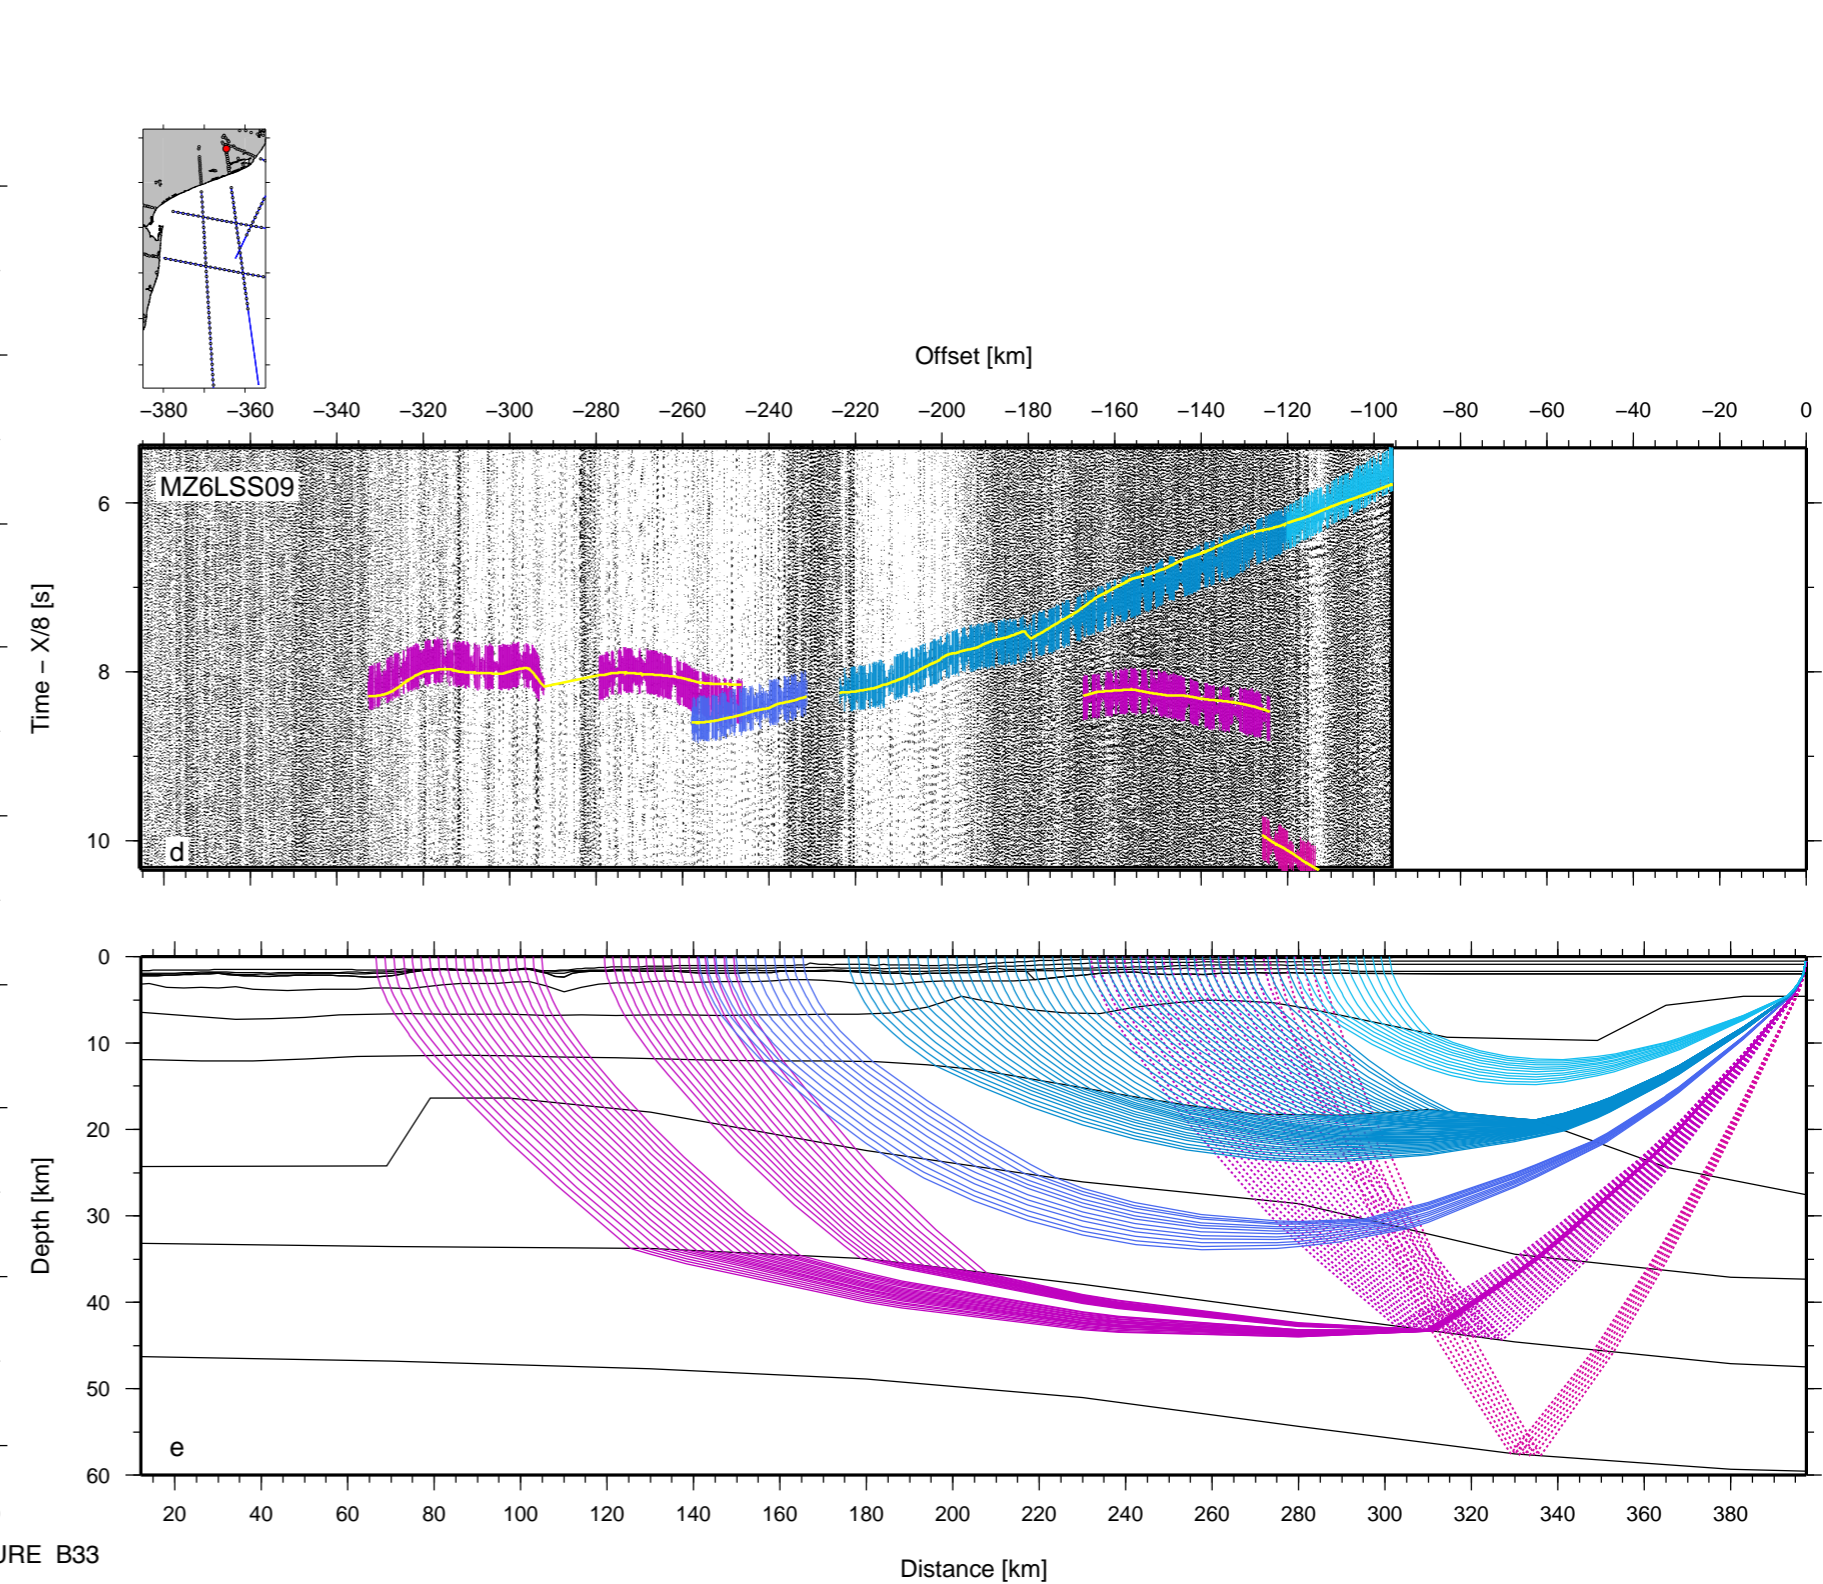 Offset [km]
−380 −360 −340 −320 −300 −280 −260 −240 −220 −200 −180 −160 −140 −120 −100 −80 −60 −40 −20 0
MZ6LSS09
6
8
10
Time − X/8 [s]
d
0
10
20
30
40
50
60
Depth [km]
e
20 40 60 80 100 120 140 160 180 200 220 240 260 280 300 320 340 360 380
URE B33
Distance [km]